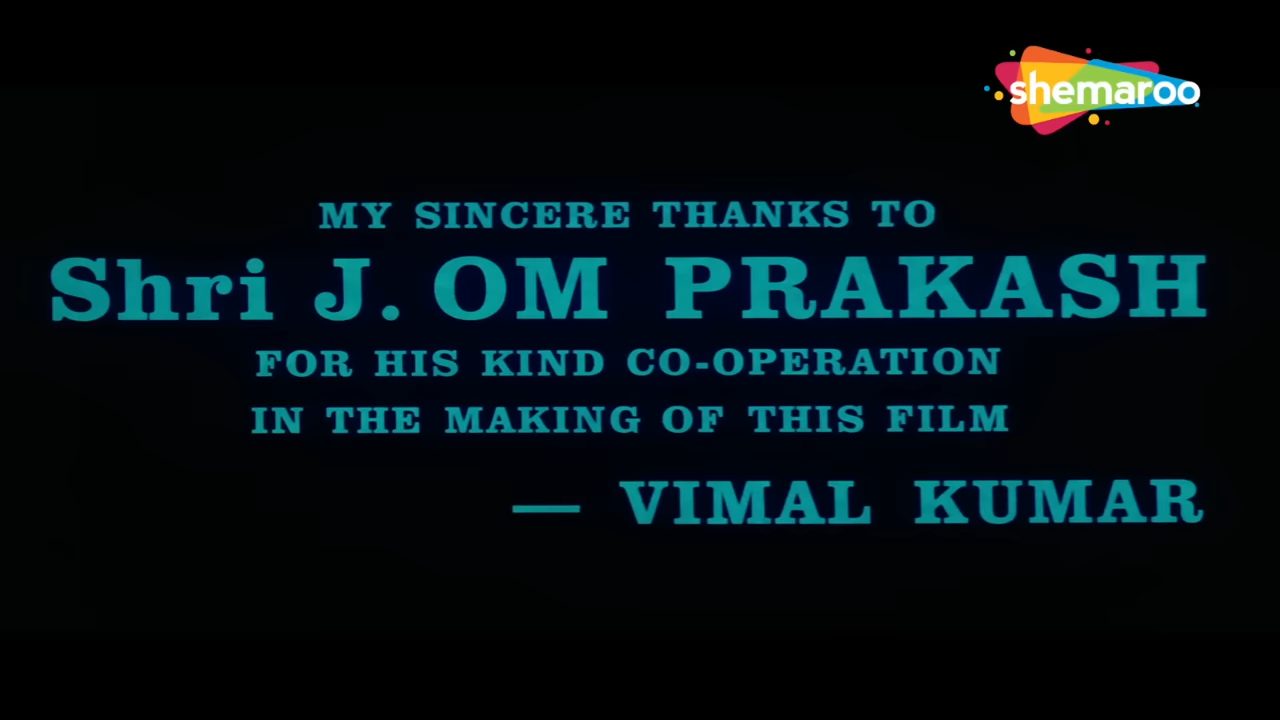 shemaroo
MY SINCERE THANKS TO
Shri J. OM PRAKASH
FOR HIS KIND CO-OPERATION
IN THE MAKING OF THIS FILM
— VIMAL KUMAR